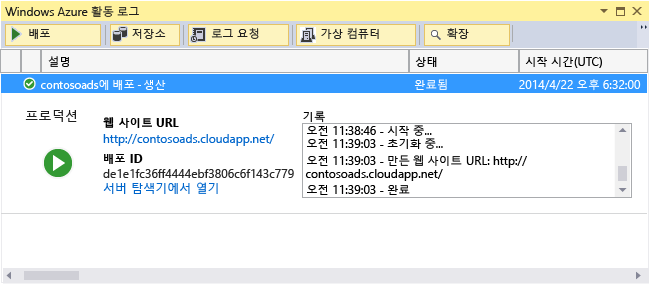 Windows Azure 활동 로그
배포 저장소 로그 요청 가상 컴퓨터 확장
설명 상태 시작 시간(UTC)
contosoads에 배포 - 생산 완료됨 2014/4/22 오후 6:32:00
프로덕션
웹 사이트 URL
http://contosoads.cloudapp.net/
배포 ID
de1e1fc36ff4444ebf3806c6f143c779
서버 탐색기에서 열기
기록
오전 11:38:46 - 시작 중...
오전 11:39:03 - 초기화 중...
오전 11:39:03 - 만든 웹 사이트 URL: http://
contosoads.cloudapp.net/
오전 11:39:03 - 완료